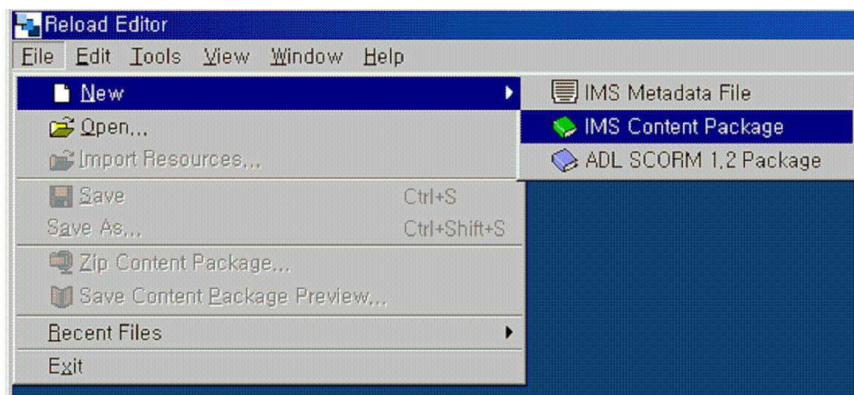 Reload Editor
File Edit Tools View Window Help
New
Open...
Import Resources...
Save Ctrl+S
Save As... Ctrl+Shift+S
Zip Content Package...
Save Content Package Preview...
Recent Files
Exit
IMS Metadata File
IMS Content Package
ADL SCORM 1.2 Package